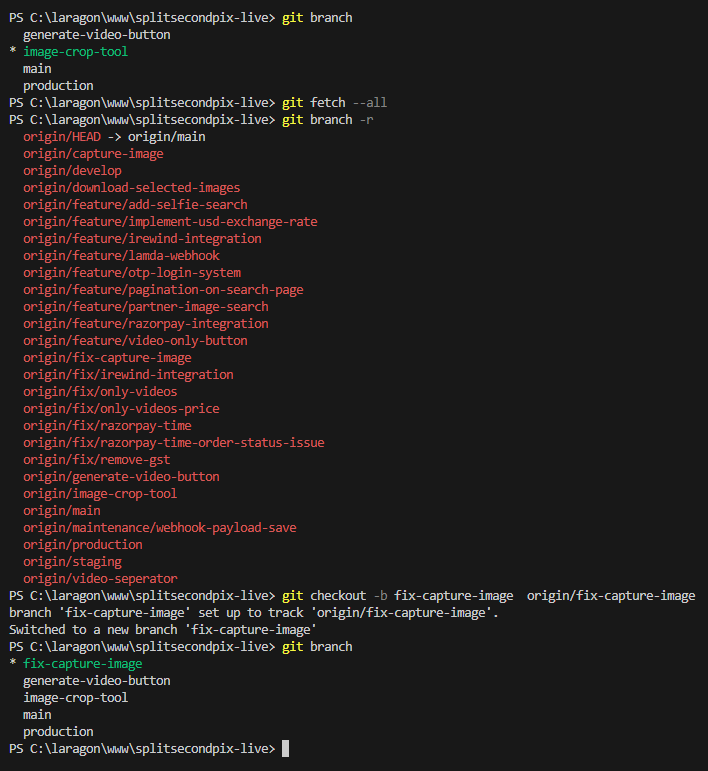 PS C:\laragon\www\splitsecondpix-live> git branch
  generate-video-button
* image-crop-tool
  main
  production
PS C:\laragon\www\splitsecondpix-live> git fetch --all
PS C:\laragon\www\splitsecondpix-live> git branch -r
  origin/HEAD -> origin/main
  origin/capture-image
  origin/develop
  origin/download-selected-images
  origin/feature/add-selfie-search
  origin/feature/implement-usd-exchange-rate
  origin/feature/irewind-integration
  origin/feature/lamda-webhook
  origin/feature/otp-login-system
  origin/feature/pagination-on-search-page
  origin/feature/partner-image-search
  origin/feature/razorpay-integration
  origin/feature/video-only-button
  origin/fix-capture-image
  origin/fix/irewind-integration
  origin/fix/only-videos
  origin/fix/only-videos-price
  origin/fix/razorpay-time
  origin/fix/razorpay-time-order-status-issue
  origin/fix/remove-gst
  origin/generate-video-button
  origin/image-crop-tool
  origin/main
  origin/maintenance/webhook-payload-save
  origin/production
  origin/staging
  origin/video-seperator
PS C:\laragon\www\splitsecondpix-live> git checkout -b fix-capture-image  origin/fix-capture-image
branch 'fix-capture-image' set up to track 'origin/fix-capture-image'.
Switched to a new branch 'fix-capture-image'
PS C:\laragon\www\splitsecondpix-live> git branch
* fix-capture-image
  generate-video-button
  image-crop-tool
  main
  production
PS C:\laragon\www\splitsecondpix-live>